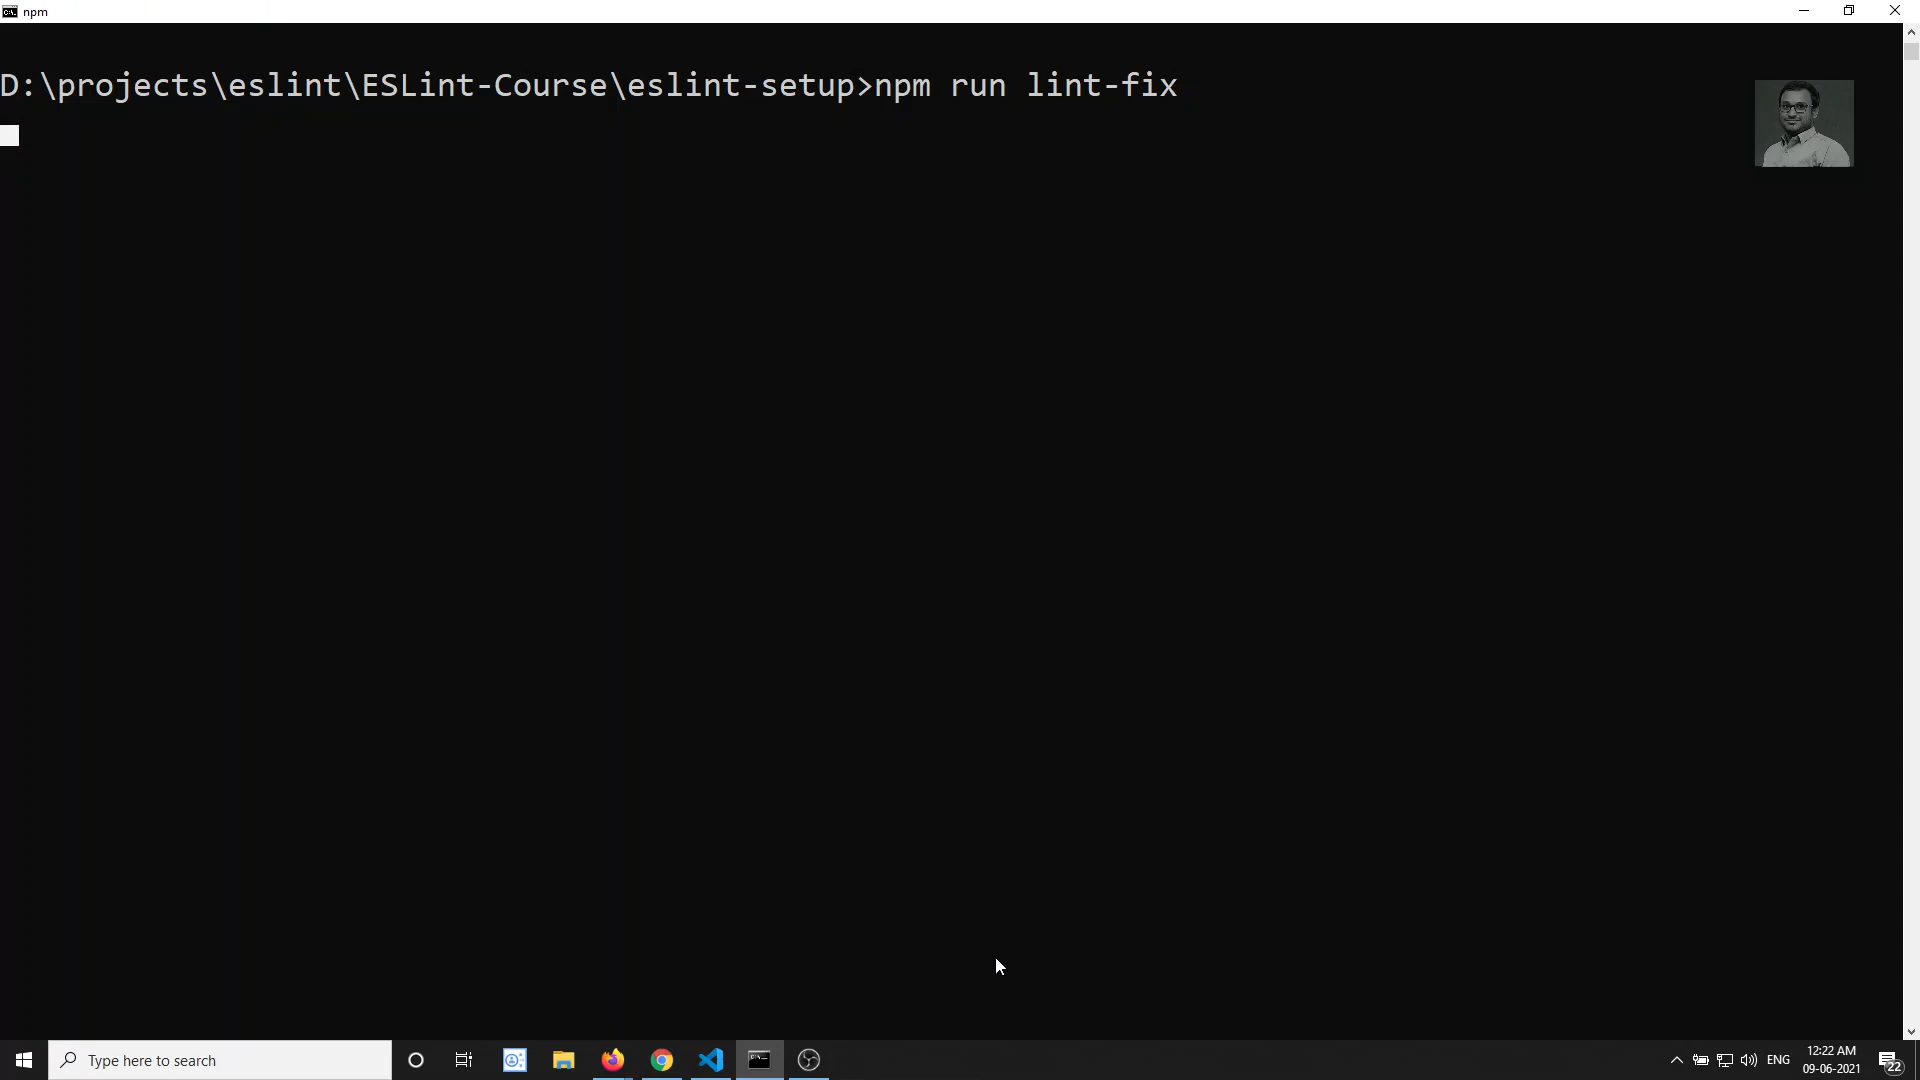 npm
D:\projects\eslint\ESLint-Course\eslint-setup>npm run lint-fix
Type here to search
ENG
12:22 AM
09-06-2021
22